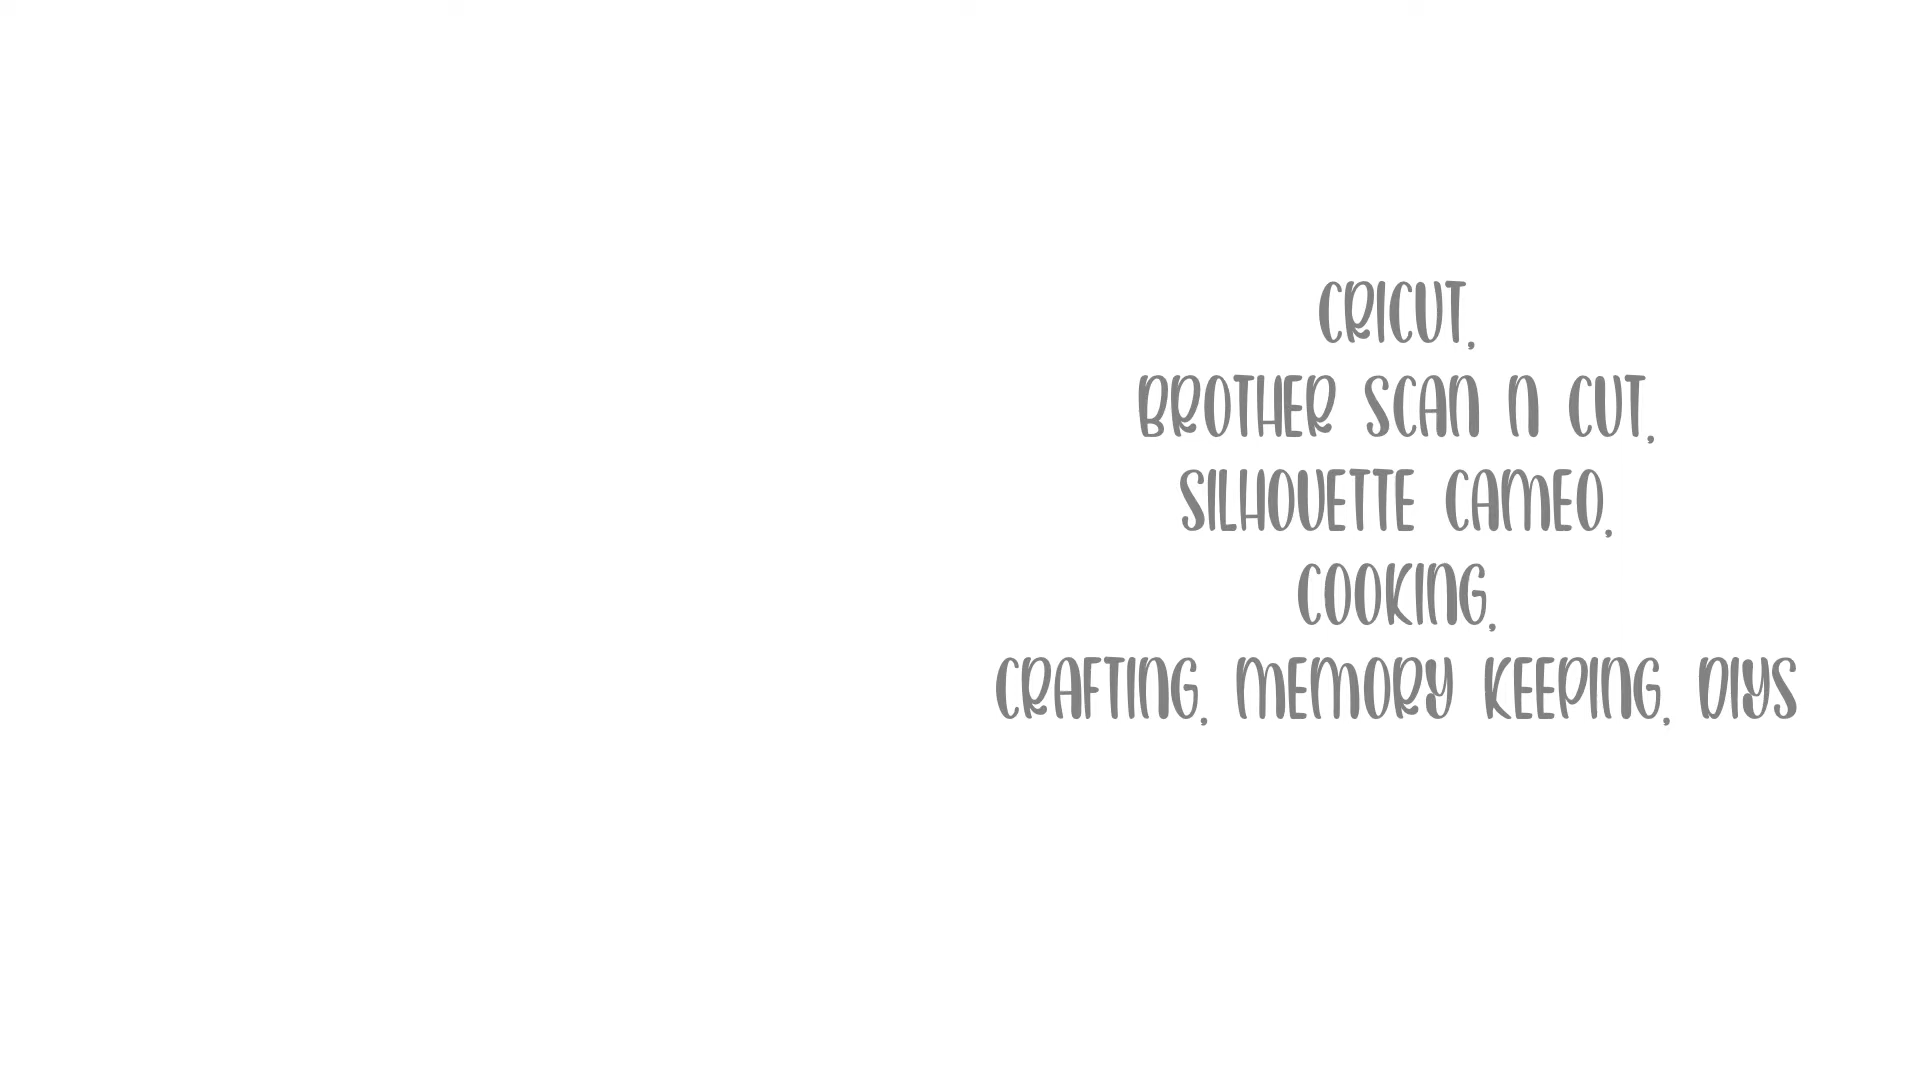 CRICUT,
BROTHER SCAN N CUT,
SILHOUETTE CAMEO,
COOKING,
CRAFTING, MEMORY KEEPING, DIYS